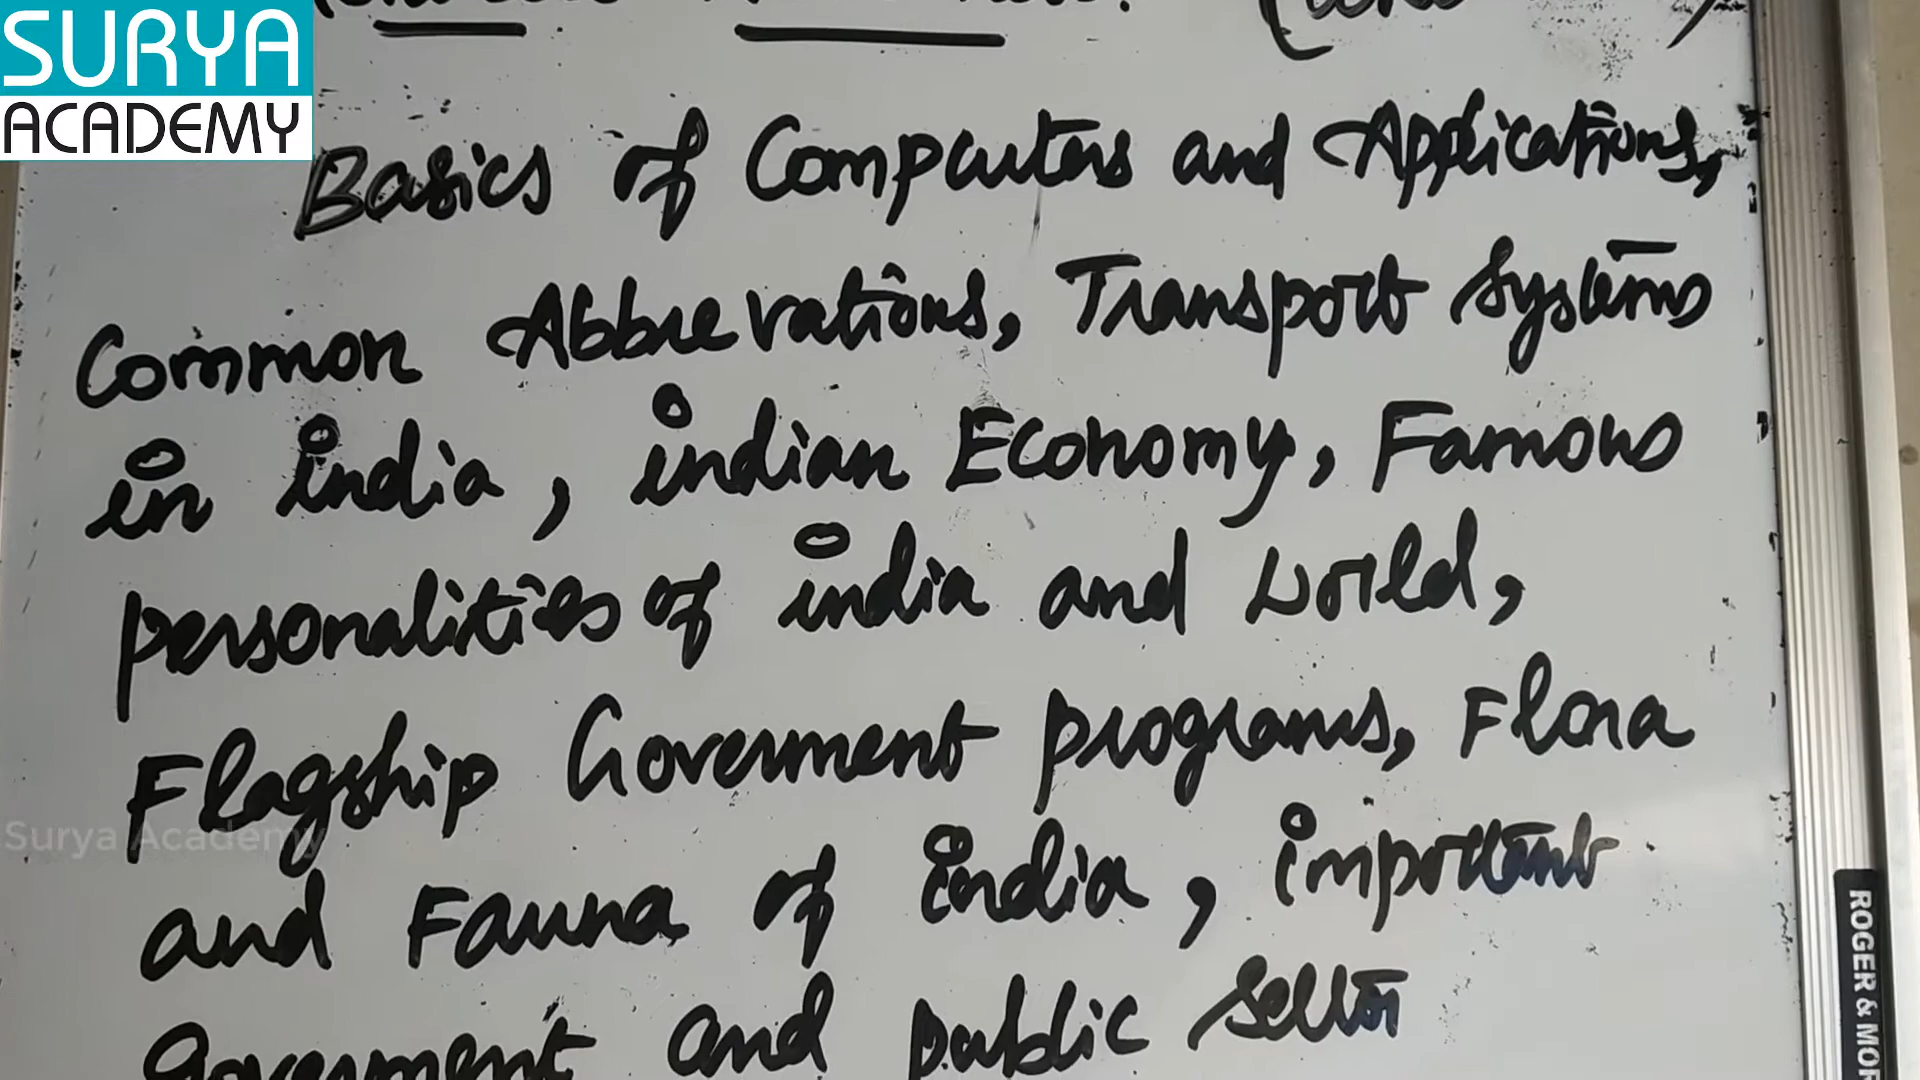 SURYA
ACADEMY
Basics of Computers and Applications,
Common Abbrevations, Transport Systems
in india, indian Economy, Famous
personalities of india and world,
Flagship Goverment programs, Flora
Surya Academy
and Fauna of india, important
Goverment and public sector
ROGER & MOR